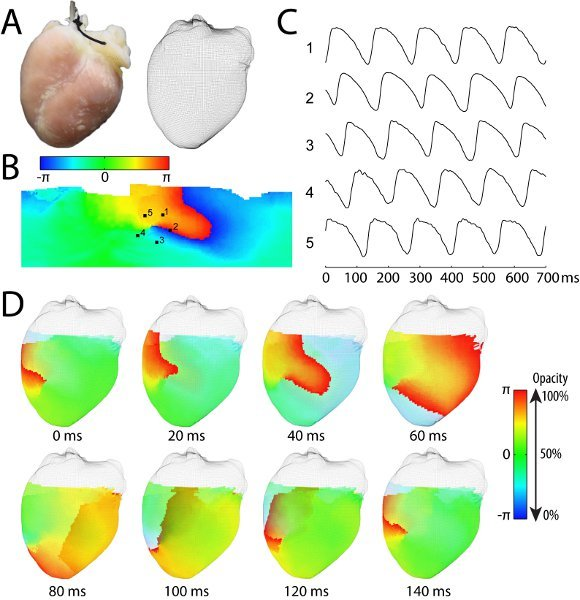 A
B
-π 0 π
5 1
4 2
3
C
1
2
3
4
5
0 100 200 300 400 500 600 700 ms
D
0 ms 20 ms 40 ms 60 ms
80 ms 100 ms 120 ms 140 ms
Opacity
π 100%
0 50%
-π 0%